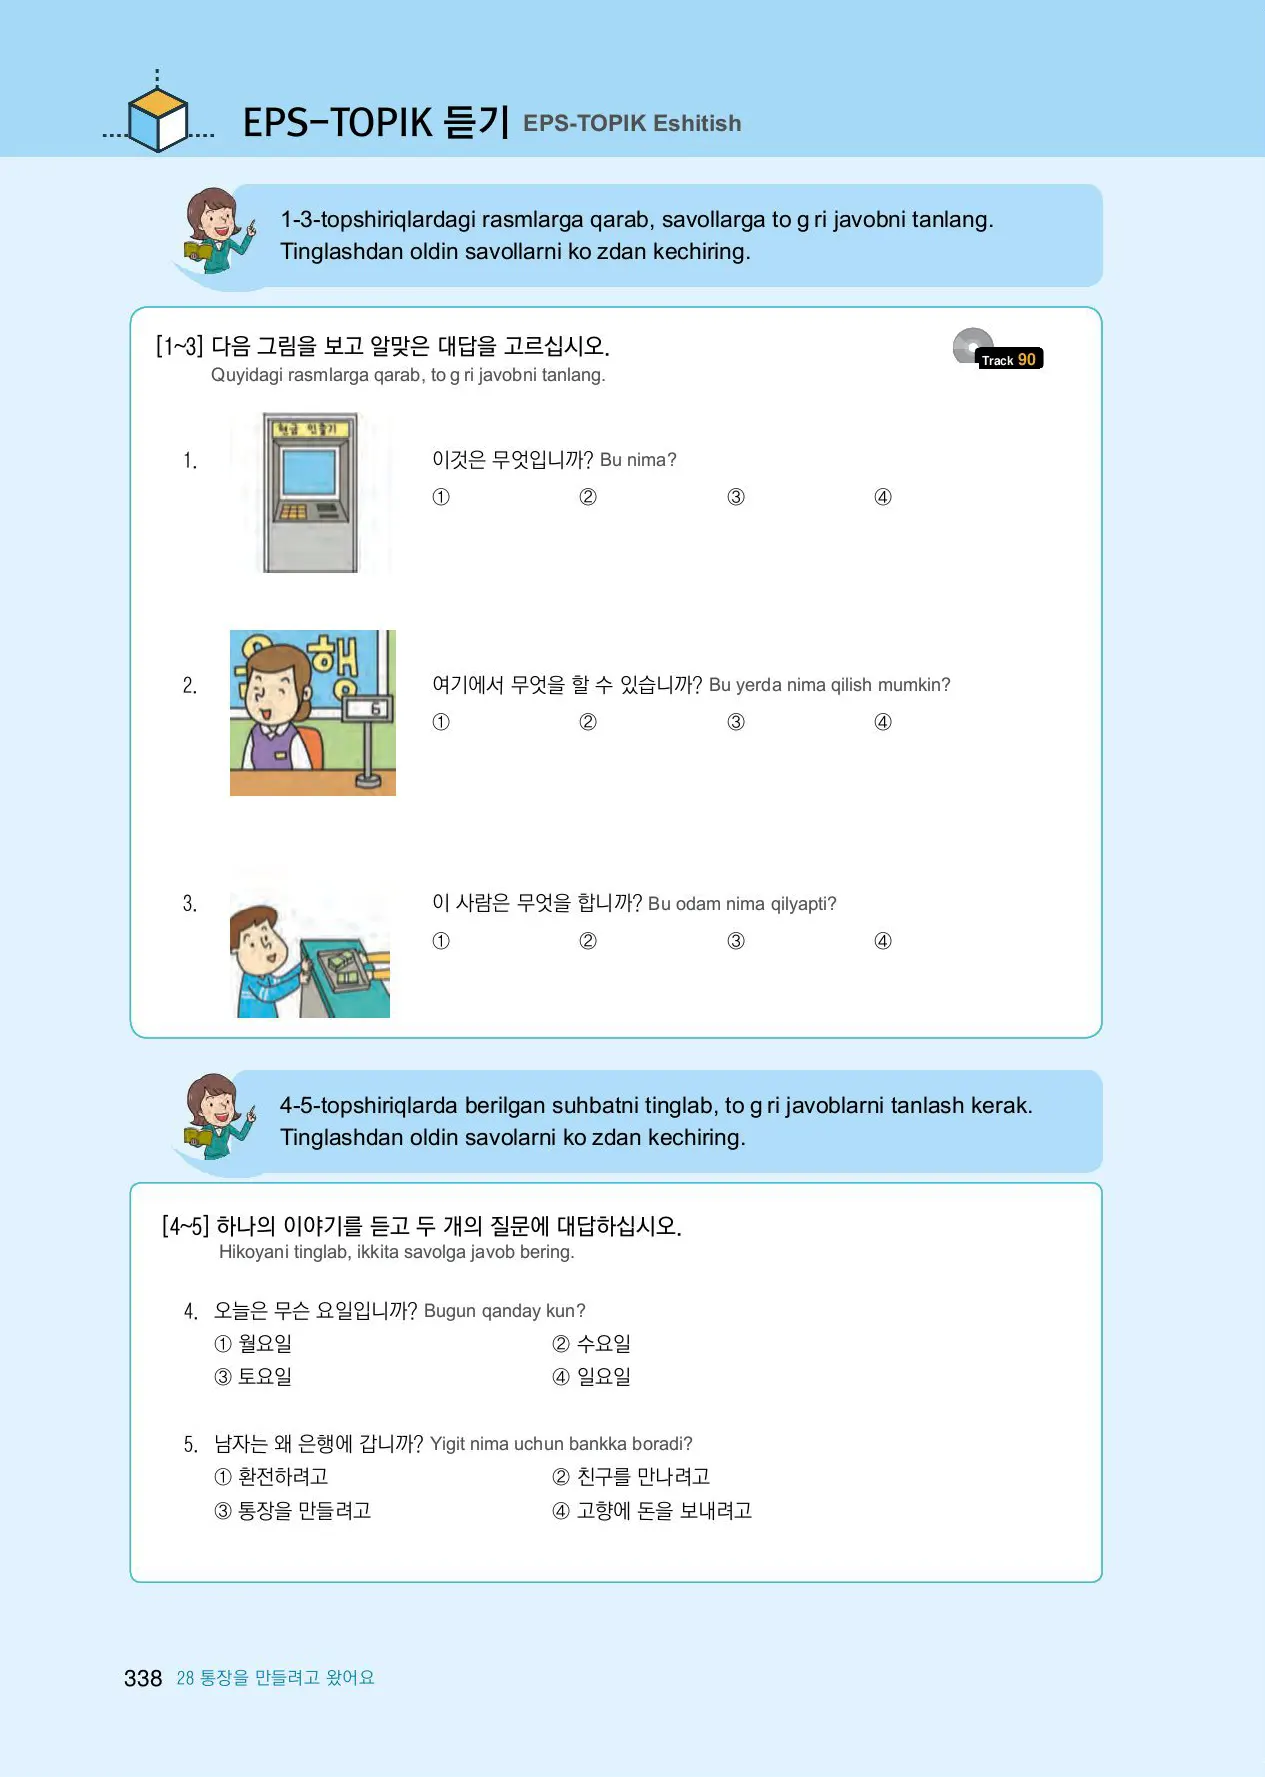 EPS-TOPIK 듣기 EPS-TOPIK Eshitish
1-3-topshiriqlardagi rasmlarga qarab, savollarga to g ri javobni tanlang.
Tinglashdan oldin savollarni ko zdan kechiring.
[1~3] 다음 그림을 보고 알맞은 대답을 고르십시오.
Track 90
Quyidagi rasmlarga qarab, to g ri javobni tanlang.
현금 인출기
1. 이것은 무엇입니까? Bu nima?
① ② ③ ④
은행
6
2. 여기에서 무엇을 할 수 있습니까? Bu yerda nima qilish mumkin?
① ② ③ ④
3. 이 사람은 무엇을 합니까? Bu odam nima qilyapti?
① ② ③ ④
4-5-topshiriqlarda berilgan suhbatni tinglab, to g ri javoblarni tanlash kerak.
Tinglashdan oldin savolarni ko zdan kechiring.
[4~5] 하나의 이야기를 듣고 두 개의 질문에 대답하십시오.
Hikoyani tinglab, ikkita savolga javob bering.
4. 오늘은 무슨 요일입니까? Bugun qanday kun?
① 월요일 ② 수요일
③ 토요일 ④ 일요일
5. 남자는 왜 은행에 갑니까? Yigit nima uchun bankka boradi?
① 환전하려고 ② 친구를 만나려고
③ 통장을 만들려고 ④ 고향에 돈을 보내려고
338 28 통장을 만들려고 왔어요